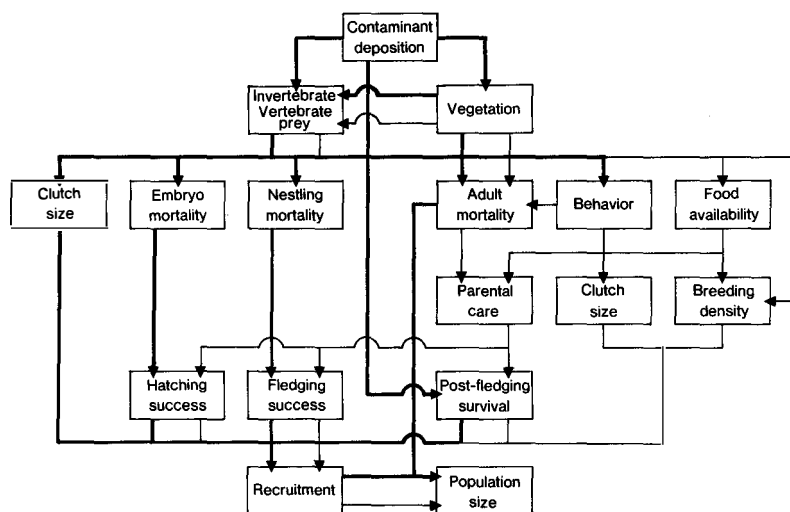 Contaminant
deposition
Invertebrate
Vertebrate
prey
Vegetation
Clutch
size
Embryo
mortality
Nestling
mortality
Adult
mortality
Behavior
Food
availability
Parental
care
Clutch
size
Breeding
density
Hatching
success
Fledging
success
Post-fledging
survival
Recruitment
Population
size